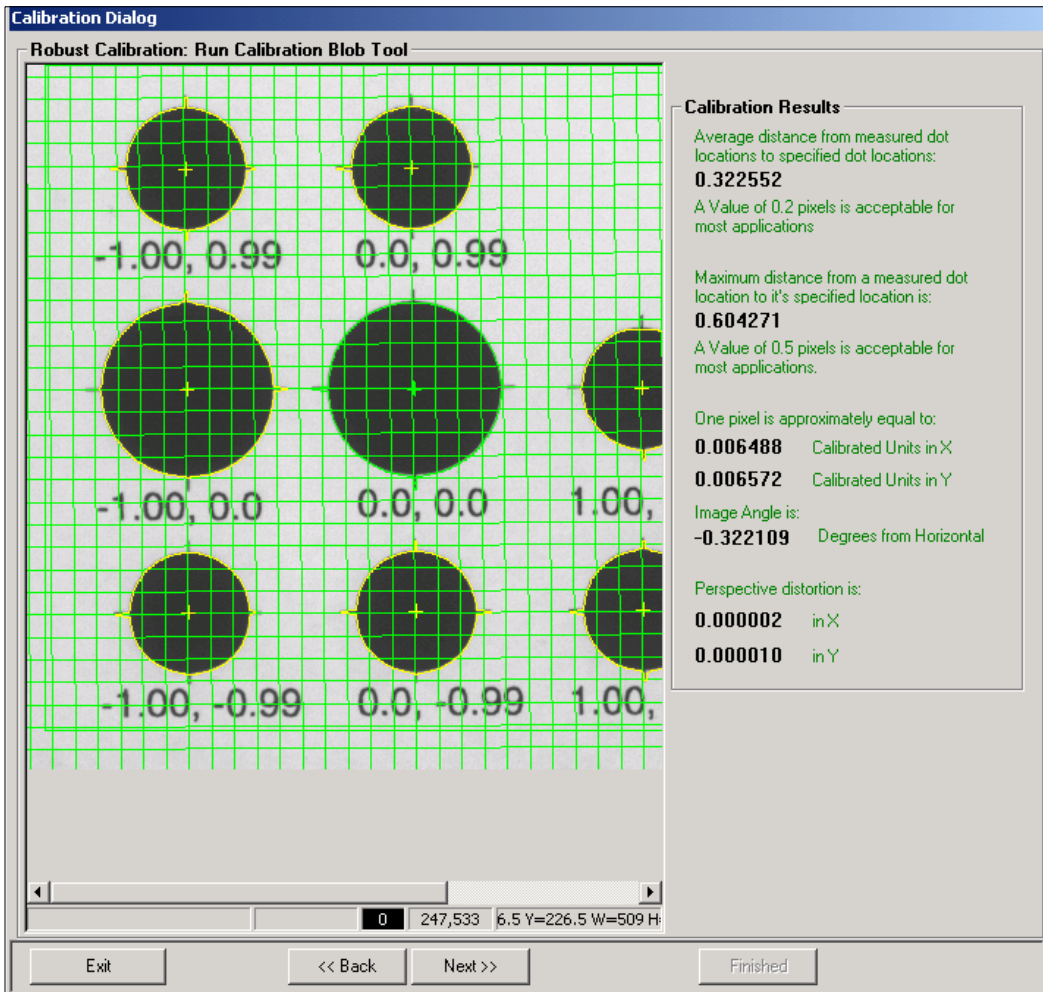 Calibration Dialog
Robust Calibration: Run Calibration Blob Tool
-1.00, 0.99
0.0, 0.99
-1.00, 0.0
0.0, 0.0
1.00,
-1.00, -0.99
0.0, -0.99
1.00,
0
247,533
6.5 Y=226.5 W=509 H=
Calibration Results
Average distance from measured dot
locations to specified dot locations:
0.322552
A Value of 0.2 pixels is acceptable for
most applications
Maximum distance from a measured dot
location to it's specified location is:
0.604271
A Value of 0.5 pixels is acceptable for
most applications.
One pixel is approximately equal to:
0.006488 Calibrated Units in X
0.006572 Calibrated Units in Y
Image Angle is:
-0.322109 Degrees from Horizontal
Perspective distortion is:
0.000002 in X
0.000010 in Y
Exit
<< Back
Next >>
Finished